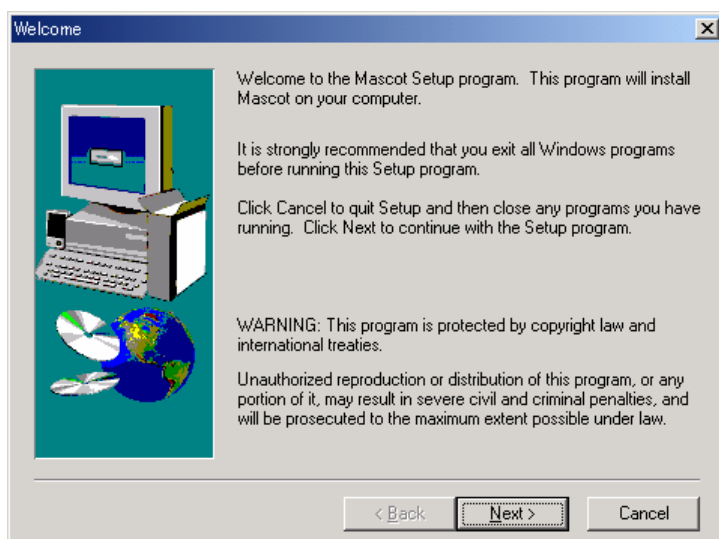 Welcome
Welcome to the Mascot Setup program. This program will install
Mascot on your computer.
It is strongly recommended that you exit all Windows programs
before running this Setup program.
Click Cancel to quit Setup and then close any programs you have
running. Click Next to continue with the Setup program.
WARNING: This program is protected by copyright law and
international treaties.
Unauthorized reproduction or distribution of this program, or any
portion of it, may result in severe civil and criminal penalties, and
will be prosecuted to the maximum extent possible under law.
< Back Next > Cancel